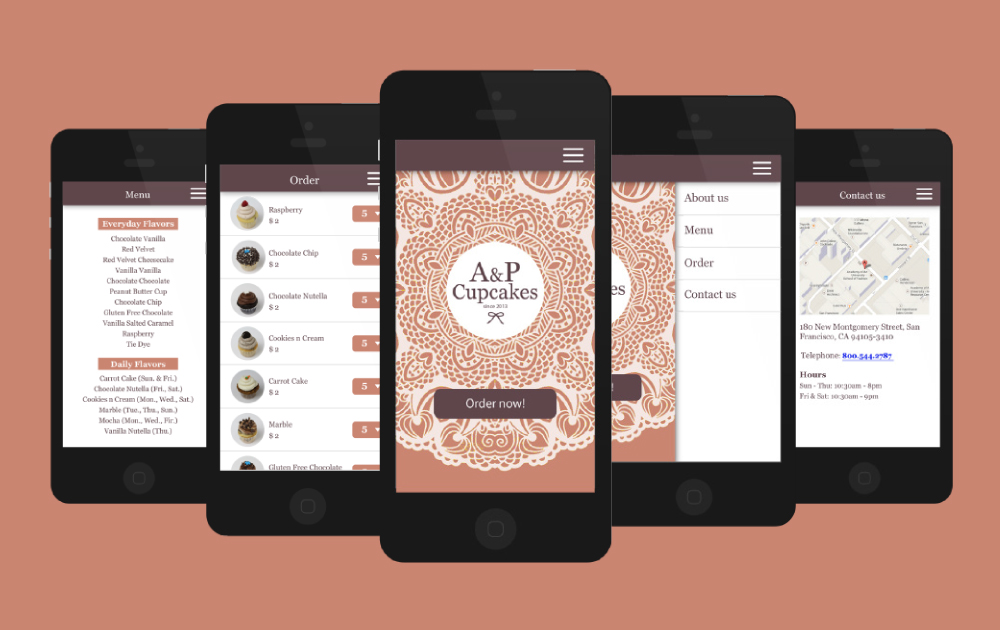 Menu
Everyday Flavors
Chocolate Vanilla
Red Velvet
Red Velvet Cheesecake
Vanilla Vanilla
Chocolate Chocolate
Peanut Butter Cup
Chocolate Chip
Gluten Free Chocolate
Vanilla Salted Caramel
Raspberry
Tie Dye
Daily Flavors
Carrot Cake (Sun. & Fri.)
Chocolate Nutella (Fri., Sat.)
Cookies n Cream (Mon., Wed., Sat.)
Marble (Tue., Thu., Sun.)
Mocha (Mon., Wed., Fir.)
Vanilla Nutella (Thu.)
Order
Raspberry
$ 2
5
Chocolate Chip
$ 2
5
Chocolate Nutella
$ 2
5
Cookies n Cream
$ 2
5
Carrot Cake
$ 2
5
Marble
$ 2
5
Gluten Free Chocolate
A&P
Cupcakes
since 2015
Order now!
es
!
About us
Menu
Order
Contact us
Contact us
180 New Montgomery Street, San
Francisco, CA 94105-3410
Telephone: 800.544.2787
Hours
Sun - Thu: 10:30am - 8pm
Fri & Sat: 10:30am - 9pm